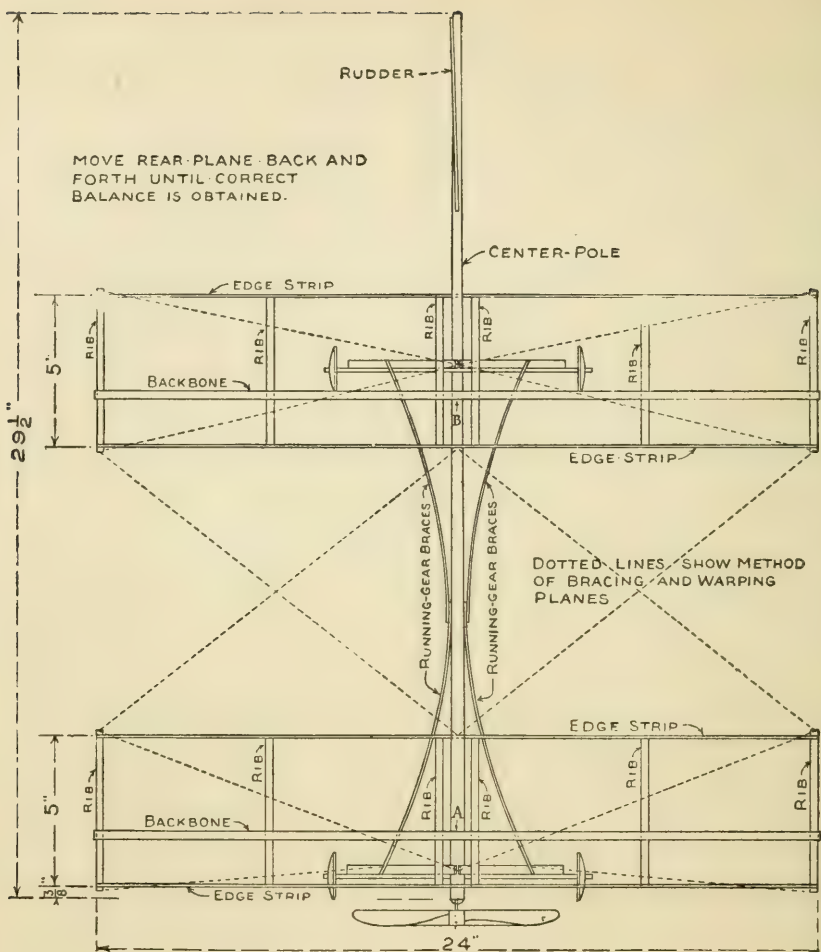 RUDDER
MOVE REAR·PLANE·BACK AND
FORTH UNTIL·CORRECT
BALANCE IS OBTAINED.
CENTER-POLE
EDGE STRIP
RIB
RIB
RIB
RIB
RIB
RIB
5"
BACKBONE
B
29 1/2"
EDGE·STRIP
RUNNING-GEAR BRACES
RUNNING-GEAR BRACES
DOTTED LINES SHOW METHOD
OF BRACING AND WARPING
PLANES
EDGE STRIP
RIB
RIB
RIB
RIB
RIB
RIB
5"
A
BACKBONE
3/8"
EDGE STRIP
24"